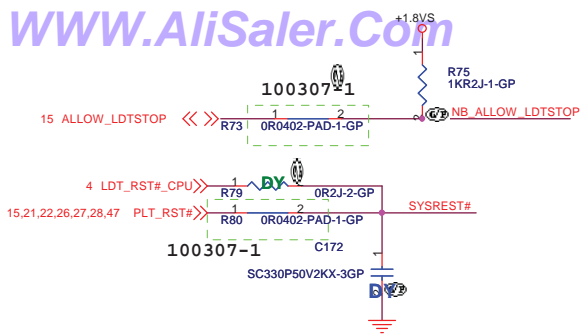 WWW.AliSaler.Com
+1.8VS
1
R75
1KR2J-1-GP
2
100307-1
15 ALLOW_LDTSTOP
R73
1
2
0R0402-PAD-1-GP
NB_ALLOW_LDTSTOP
4 LDT_RST#_CPU
R79
1
DY
2
0R2J-2-GP
15,21,22,26,27,28,47 PLT_RST#
R80
1
2
0R0402-PAD-1-GP
SYSREST#
100307-1
C172
1
SC330P50V2KX-3GP
DY